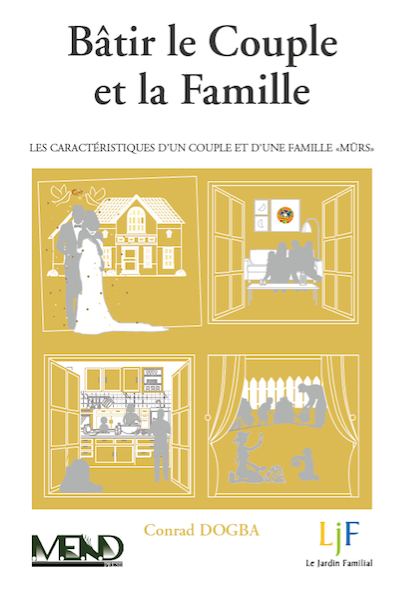 Bâtir le Couple
et la Famille
LES CARACTÉRISTIQUES D'UN COUPLE ET D'UNE FAMILLE «MÛRS»
Conrad DOGBA
MEND
PRESS
LjF
Le Jardin Familial